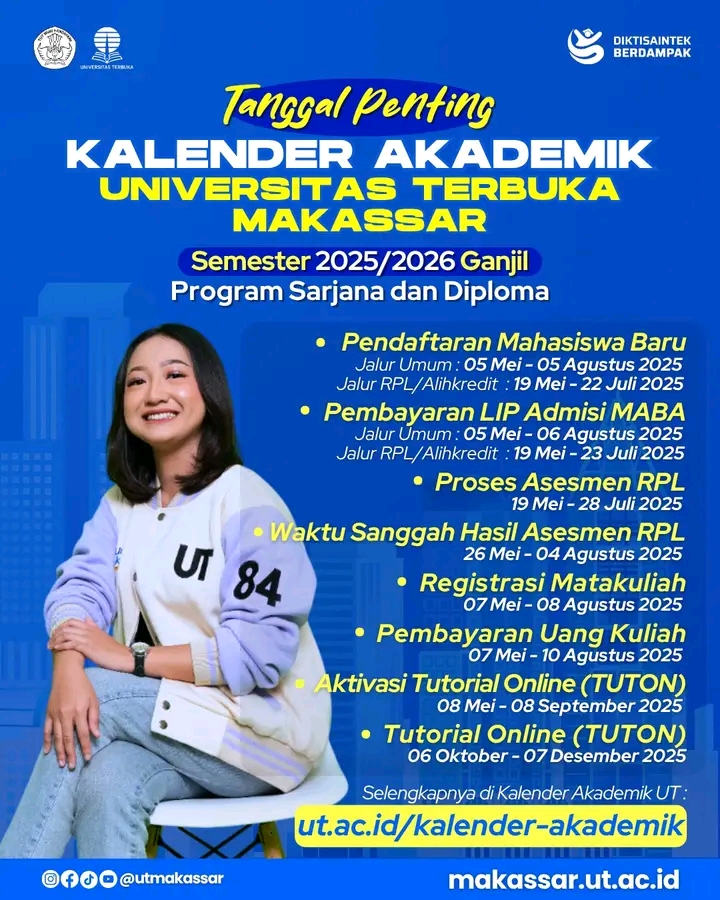 UNIVERSITAS TERBUKA
DIKTISAINTEK
BERDAMPAK
Tanggal Penting
KALENDER AKADEMIK
UNIVERSITAS TERBUKA
MAKASSAR
Semester 2025/2026 Ganjil
Program Sarjana dan Diploma
• Pendaftaran Mahasiswa Baru
Jalur Umum : 05 Mei - 05 Agustus 2025
Jalur RPL/Alihkredit : 19 Mei - 22 Juli 2025
• Pembayaran LIP Admisi MABA
Jalur Umum : 05 Mei - 06 Agustus 2025
Jalur RPL/Alihkredit : 19 Mei - 23 Juli 2025
• Proses Asesmen RPL
19 Mei - 28 Juli 2025
• Waktu Sanggah Hasil Asesmen RPL
26 Mei - 04 Agustus 2025
• Registrasi Matakuliah
07 Mei - 08 Agustus 2025
• Pembayaran Uang Kuliah
07 Mei - 10 Agustus 2025
• Aktivasi Tutorial Online (TUTON)
08 Mei - 08 September 2025
• Tutorial Online (TUTON)
06 Oktober - 07 Desember 2025
UT 84
Selengkapnya di Kalender Akademik UT :
ut.ac.id/kalender-akademik
@utmakassar
makassar.ut.ac.id